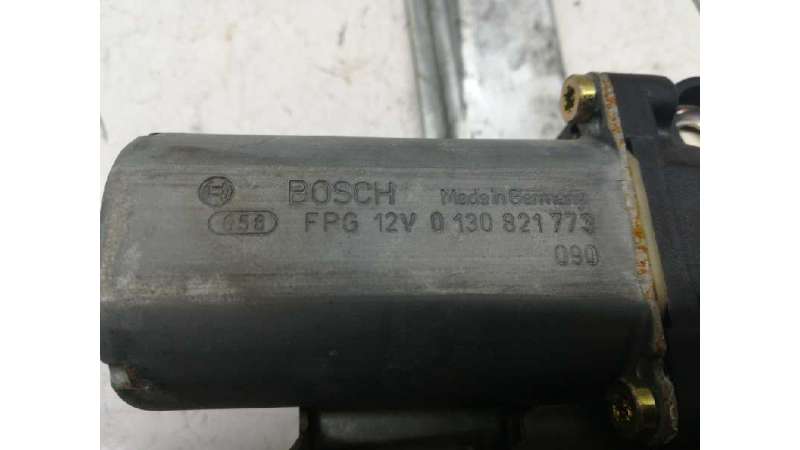 BOSCH Made in Germany
658 FPG 12V 0 130 821 773
090